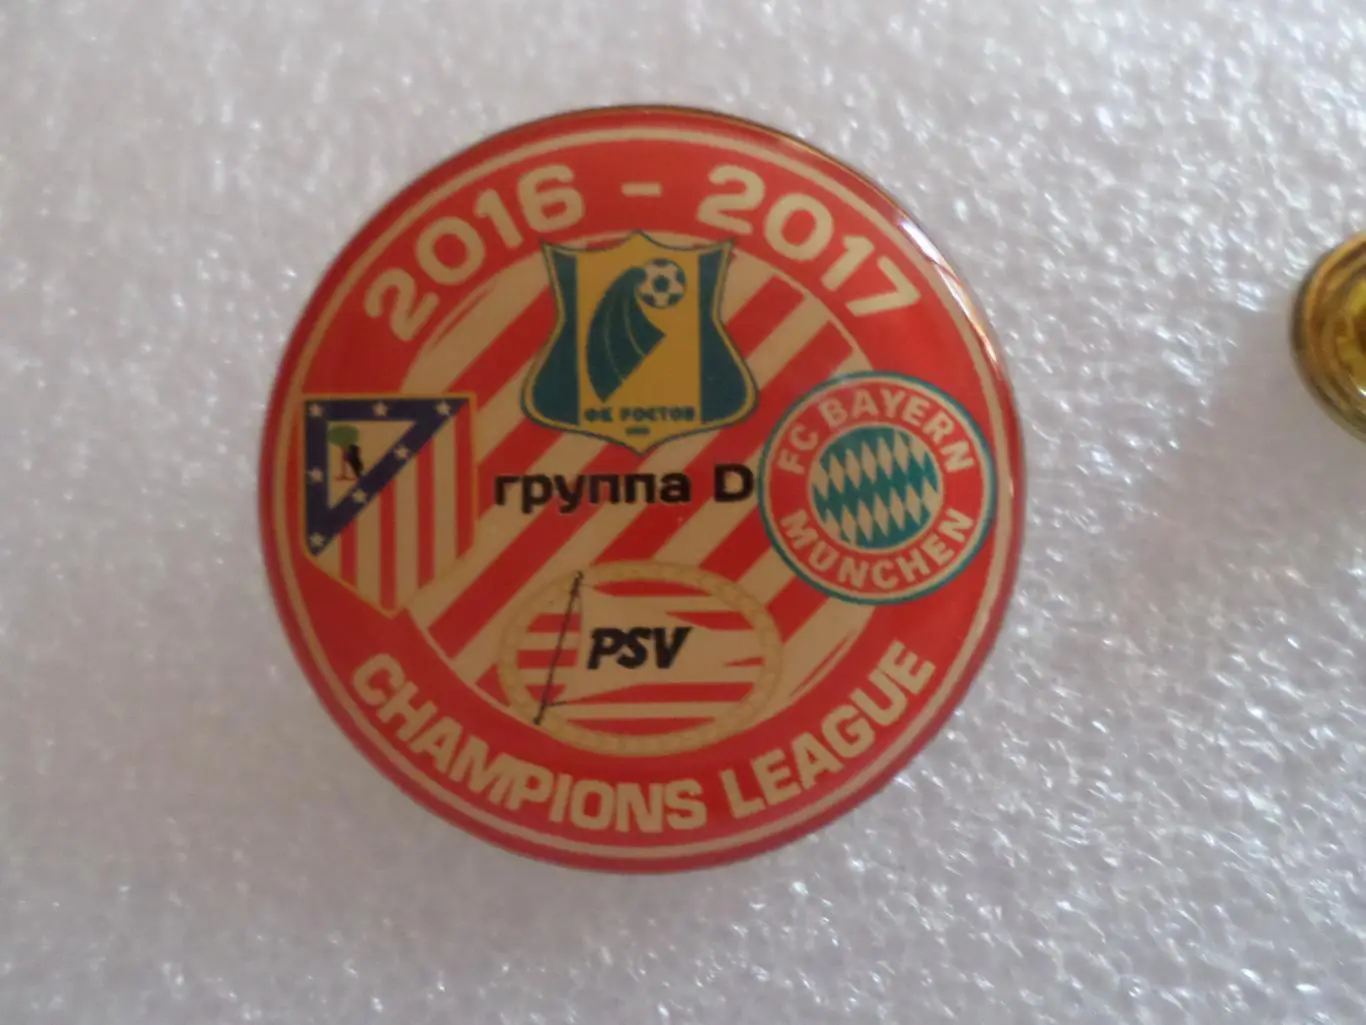 2016 - 2017
ФК РОСТОВ
группа D
FC BAYERN
MÜNCHEN
PSV
CHAMPIONS LEAGUE